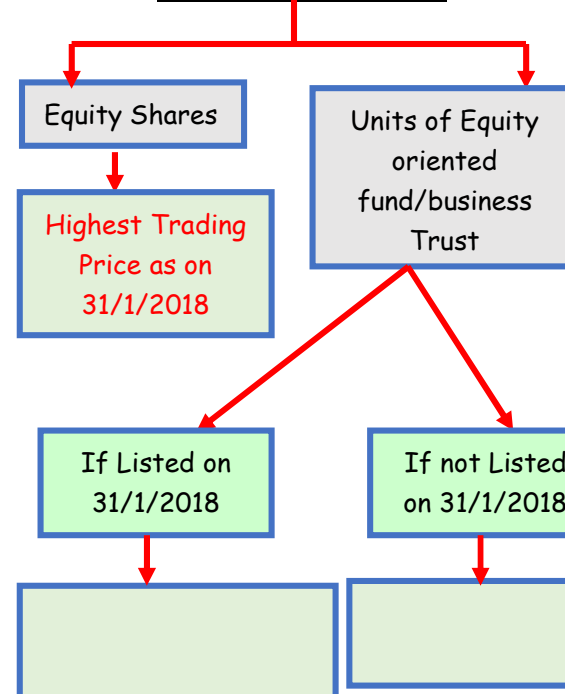 Equity Shares
Units of Equity
oriented
fund/business
Trust
Highest Trading
Price as on
31/1/2018
If Listed on
31/1/2018
If not Listed
on 31/1/2018